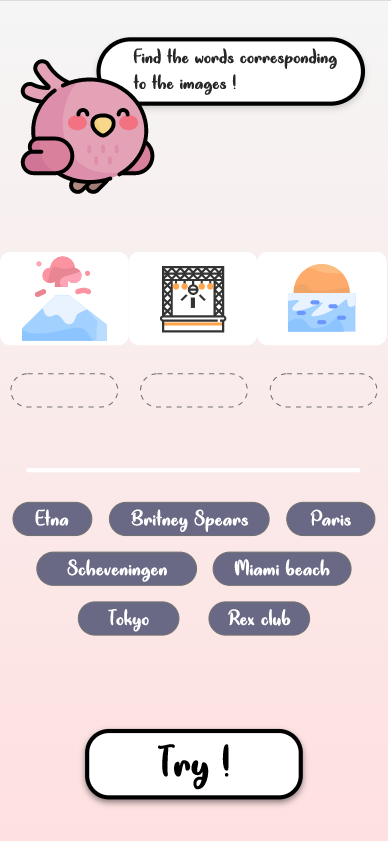 Find the words corresponding
to the images !
Etna
Britney Spears
Paris
Scheveningen
Miami beach
Tokyo
Rex club
Try !